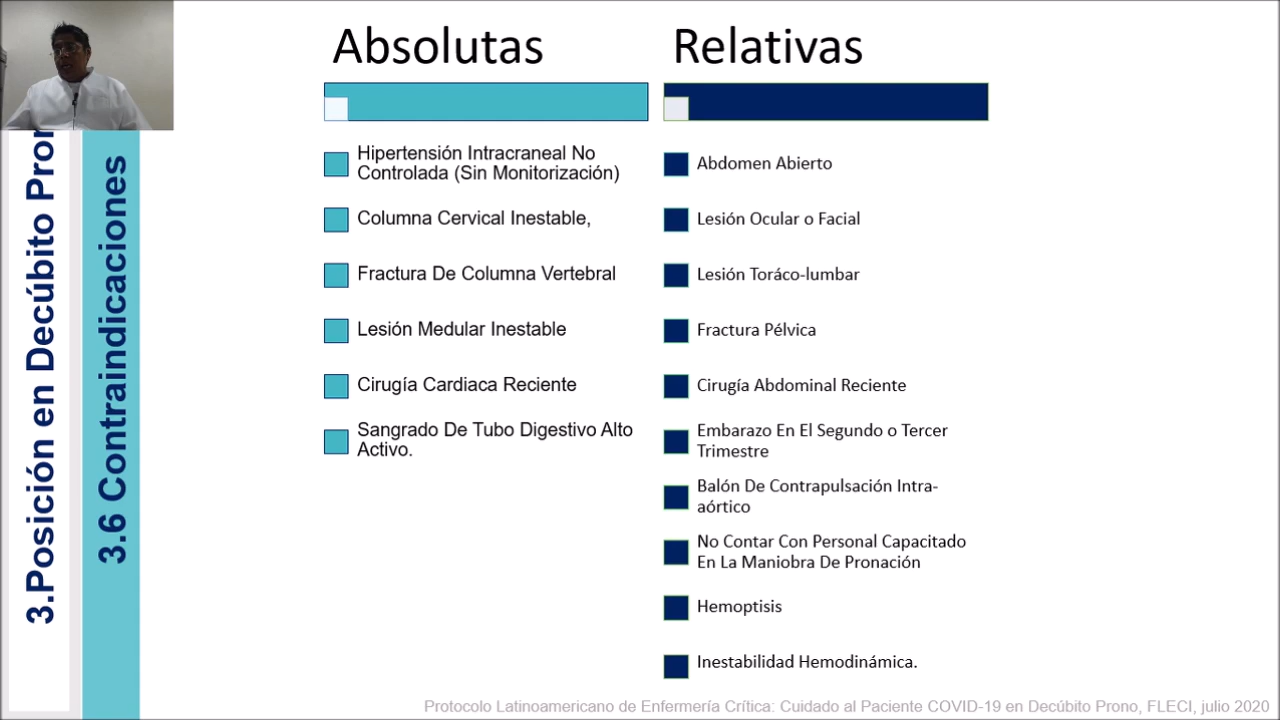 3.Posición en Decúbito Pron
3.6 Contraindicaciones
Absolutas
Hipertensión Intracraneal No
Controlada (Sin Monitorización)
Columna Cervical Inestable,
Fractura De Columna Vertebral
Lesión Medular Inestable
Cirugía Cardiaca Reciente
Sangrado De Tubo Digestivo Alto
Activo.
Relativas
Abdomen Abierto
Lesión Ocular o Facial
Lesión Toráco-lumbar
Fractura Pélvica
Cirugía Abdominal Reciente
Embarazo En El Segundo o Tercer
Trimestre
Balón De Contrapulsación Intra-
aórtico
No Contar Con Personal Capacitado
En La Maniobra De Pronación
Hemoptisis
Inestabilidad Hemodinámica.
Protocolo Latinoamericano de Enfermería Crítica: Cuidado al Paciente COVID-19 en Decúbito Prono, FLECI, julio 2020